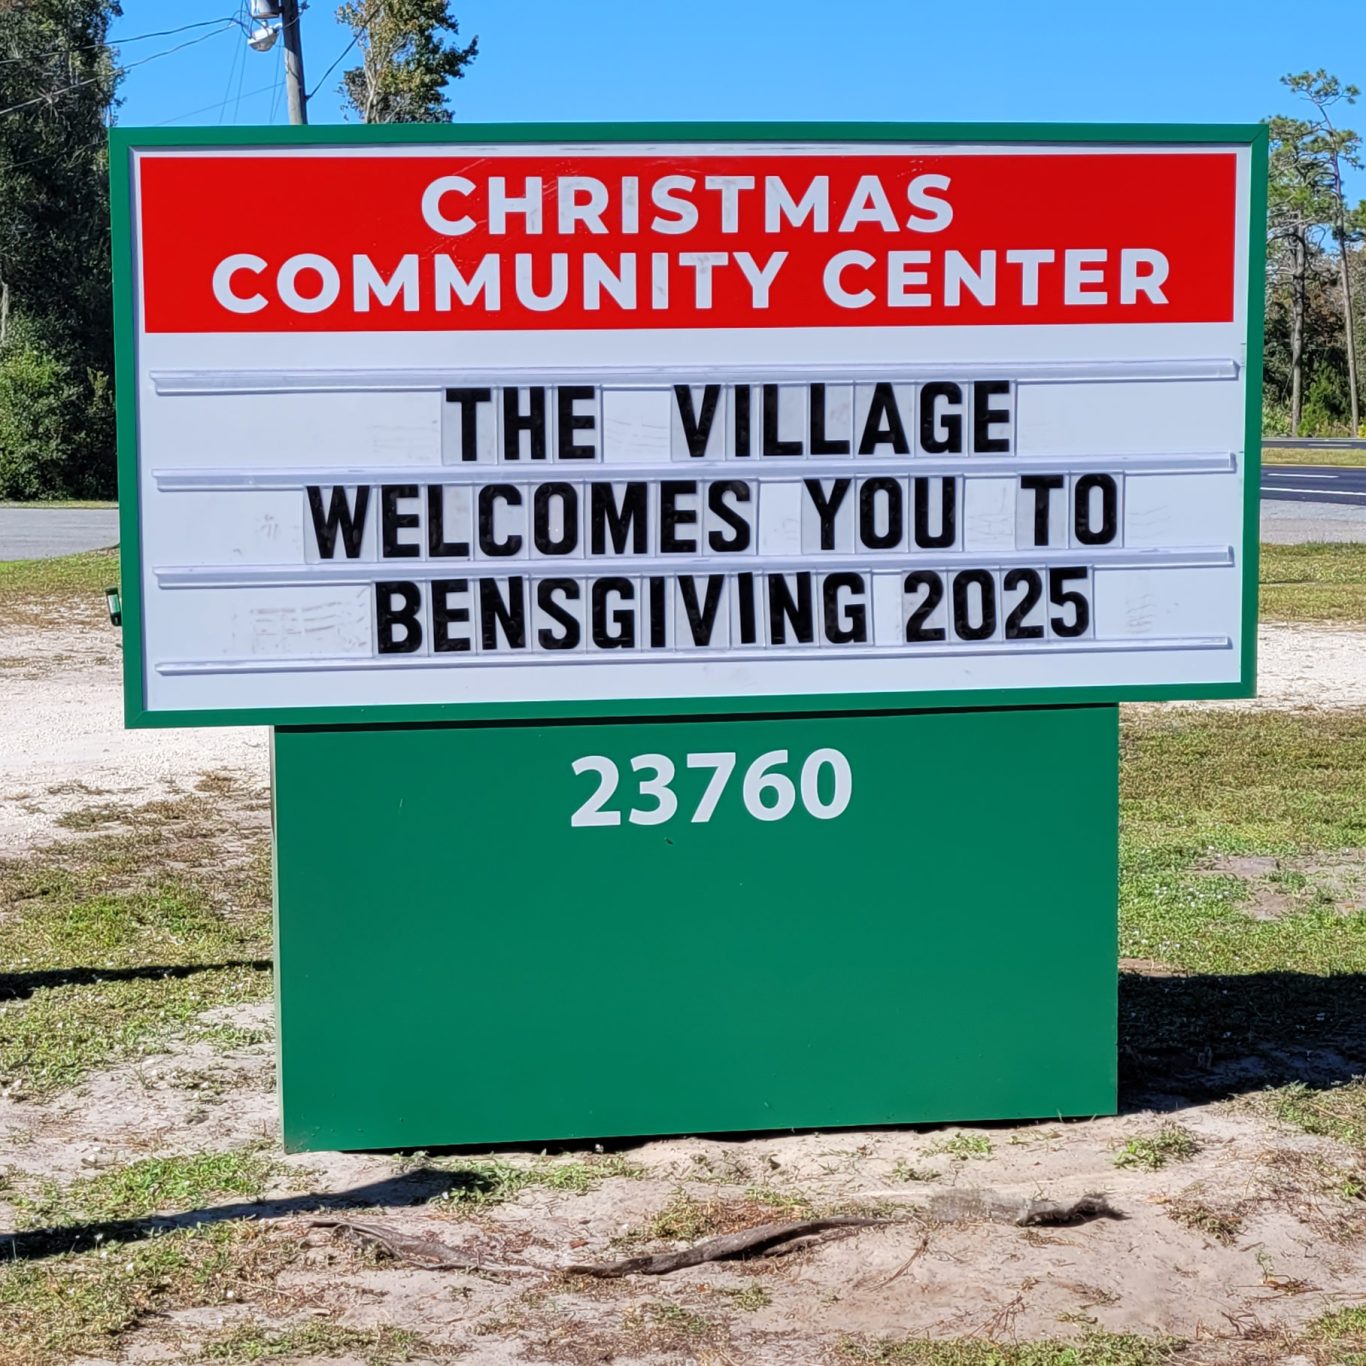 CHRISTMAS
COMMUNITY CENTER
THE VILLAGE
WELCOMES YOU TO
BENSGIVING 2025
23760